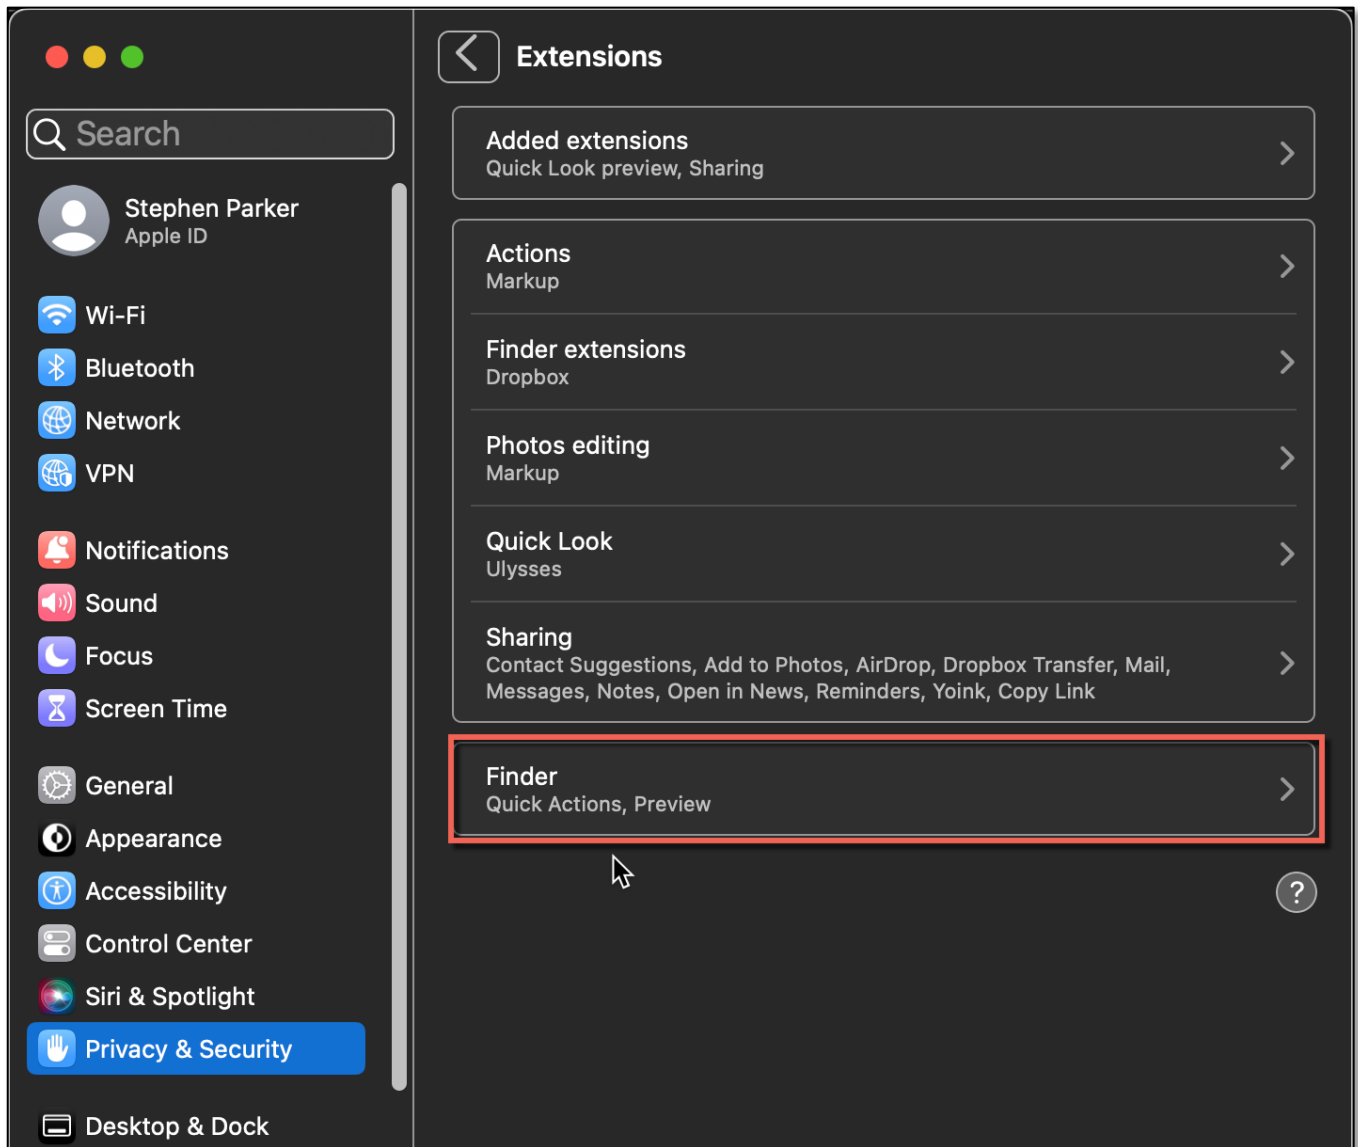 Extensions
Search
Stephen Parker
Apple ID
Wi-Fi
Bluetooth
Network
VPN
Notifications
Sound
Focus
Screen Time
General
Appearance
Accessibility
Control Center
Siri & Spotlight
Privacy & Security
Desktop & Dock
Added extensions
Quick Look preview, Sharing
Actions
Markup
Finder extensions
Dropbox
Photos editing
Markup
Quick Look
Ulysses
Sharing
Contact Suggestions, Add to Photos, AirDrop, Dropbox Transfer, Mail,
Messages, Notes, Open in News, Reminders, Yoink, Copy Link
Finder
Quick Actions, Preview
?